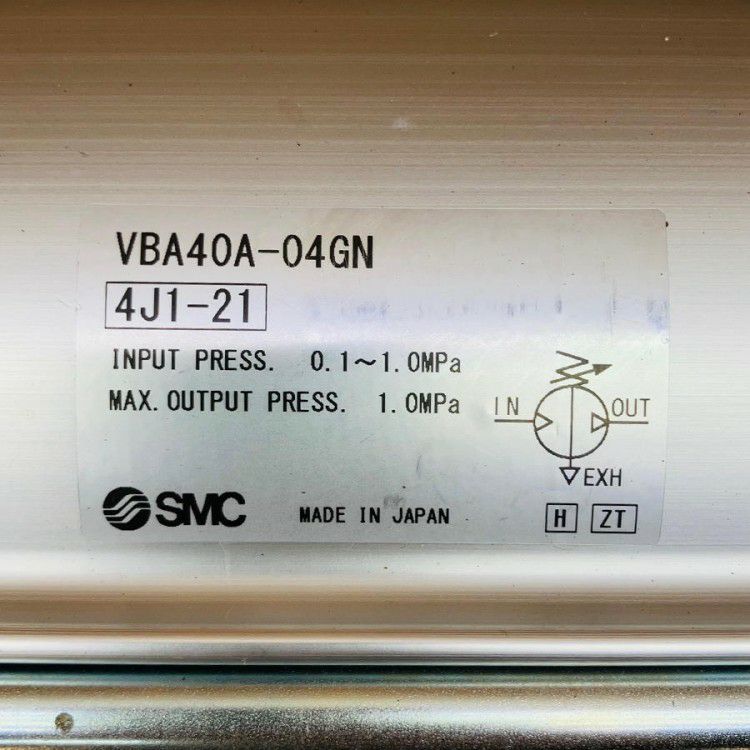 VBA40A-04GN
4J1-21
INPUT PRESS. 0.1~1.0MPa
MAX. OUTPUT PRESS. 1.0MPa
IN OUT
EXH
SMC MADE IN JAPAN H ZT